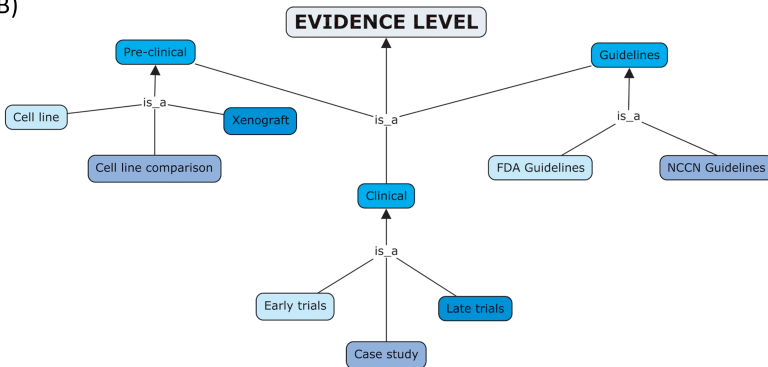 B)
EVIDENCE LEVEL
Pre-clinical
Guidelines
is_a
Cell line
Xenograft
is_a
is_a
Cell line comparison
FDA Guidelines
NCCN Guidelines
Clinical
is_a
Early trials
Late trials
Case study